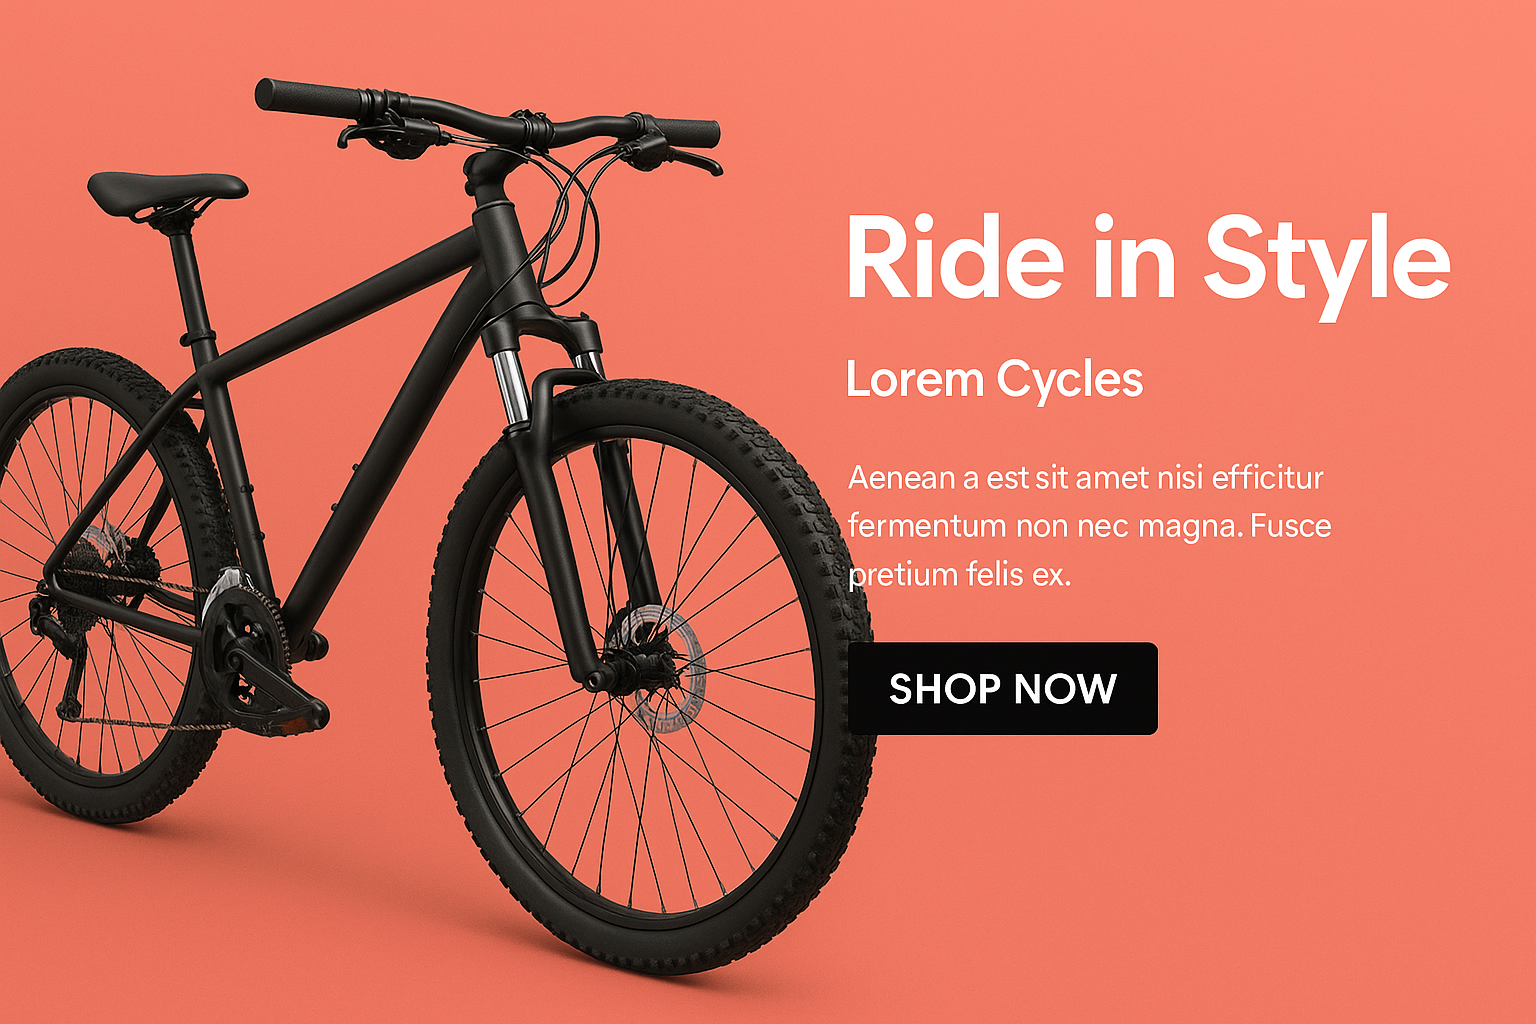 Ride in Style
Lorem Cycles
Aenean a est sit amet nisi efficitur
fermentum non nec magna. Fusce
pretium felis ex.
SHOP NOW